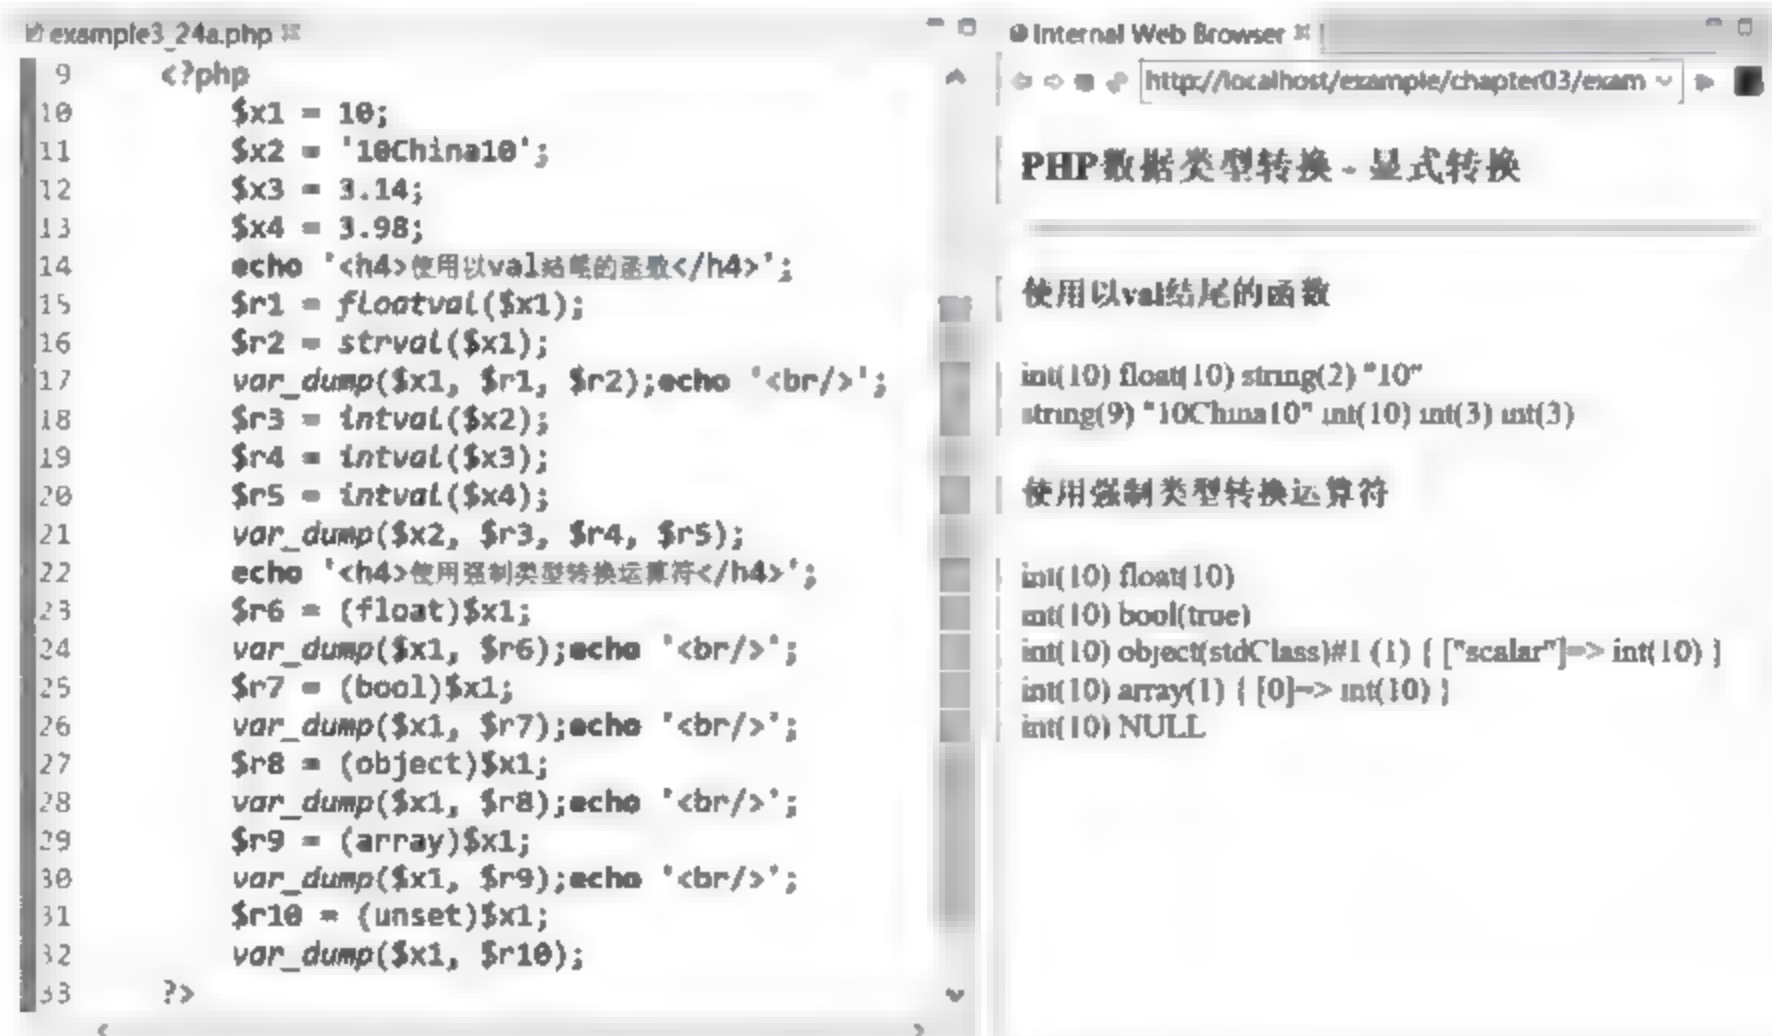 example3_24a.php
9 <?php
10 $x1 = 10;
11 $x2 = '10China10';
12 $x3 = 3.14;
13 $x4 = 3.98;
14 echo '<h4>使用以val结尾的函数</h4>';
15 $r1 = floatval($x1);
16 $r2 = strval($x1);
17 var_dump($x1, $r1, $r2);echo '<br/>';
18 $r3 = intval($x2);
19 $r4 = intval($x3);
20 $r5 = intval($x4);
21 var_dump($x2, $r3, $r4, $r5);
22 echo '<h4>使用强制类型转换运算符</h4>';
23 $r6 = (float)$x1;
24 var_dump($x1, $r6);echo '<br/>';
25 $r7 = (bool)$x1;
26 var_dump($x1, $r7);echo '<br/>';
27 $r8 = (object)$x1;
28 var_dump($x1, $r8);echo '<br/>';
29 $r9 = (array)$x1;
30 var_dump($x1, $r9);echo '<br/>';
31 $r10 = (unset)$x1;
32 var_dump($x1, $r10);
33 ?>
Internal Web Browser
http://localhost/example/chapter03/exam
PHP数据类型转换 - 显式转换
使用以val结尾的函数
int(10) float(10) string(2) "10"
string(9) "10China10" int(10) int(3) int(3)
使用强制类型转换运算符
int(10) float(10)
int(10) bool(true)
int(10) object(stdClass)#1 (1) { ["scalar"]=> int(10) }
int(10) array(1) { [0]=> int(10) }
int(10) NULL